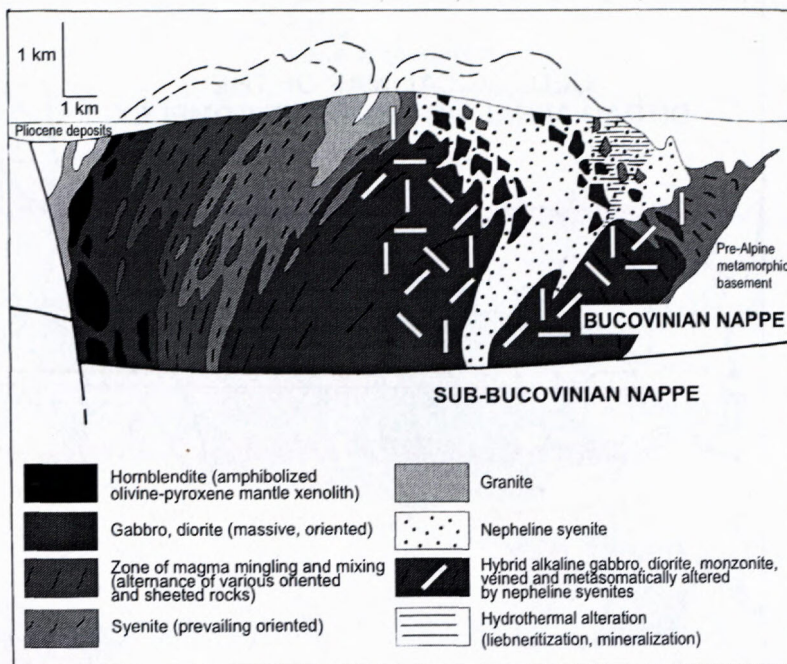 1 km
1 km
Pliocene deposits
Pre-Alpine
metamorphic
basement
BUCOVINIAN NAPPE
SUB-BUCOVINIAN NAPPE
Hornblendite (amphibolized
olivine-pyroxene mantle xenolith)
Gabbro, diorite (massive, oriented)
Zone of magma mingling and mixing
(alternance of various oriented
and sheeted rocks)
Syenite (prevailing oriented)
Granite
Nepheline syenite
Hybrid alkaline gabbro, diorite, monzonite,
veined and metasomatically altered
by nepheline syenites
Hydrothermal alteration
(liebneritization, mineralization)